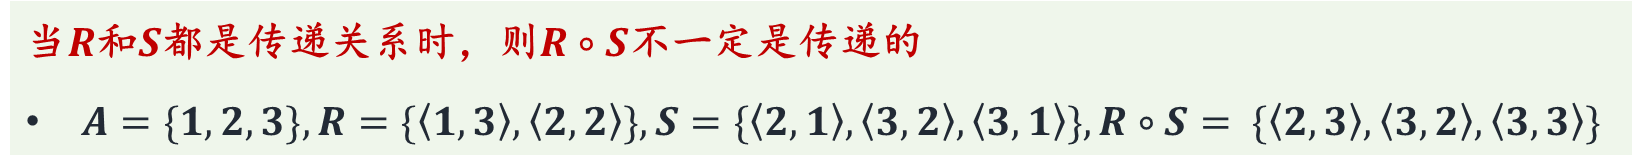 当R和S都是传递关系时，则R∘S不一定是传递的
• A = {1, 2, 3}, R = {⟨1, 3⟩, ⟨2, 2⟩}, S = {⟨2, 1⟩, ⟨3, 2⟩, ⟨3, 1⟩}, R ∘ S = {⟨2, 3⟩, ⟨3, 2⟩, ⟨3, 3⟩}